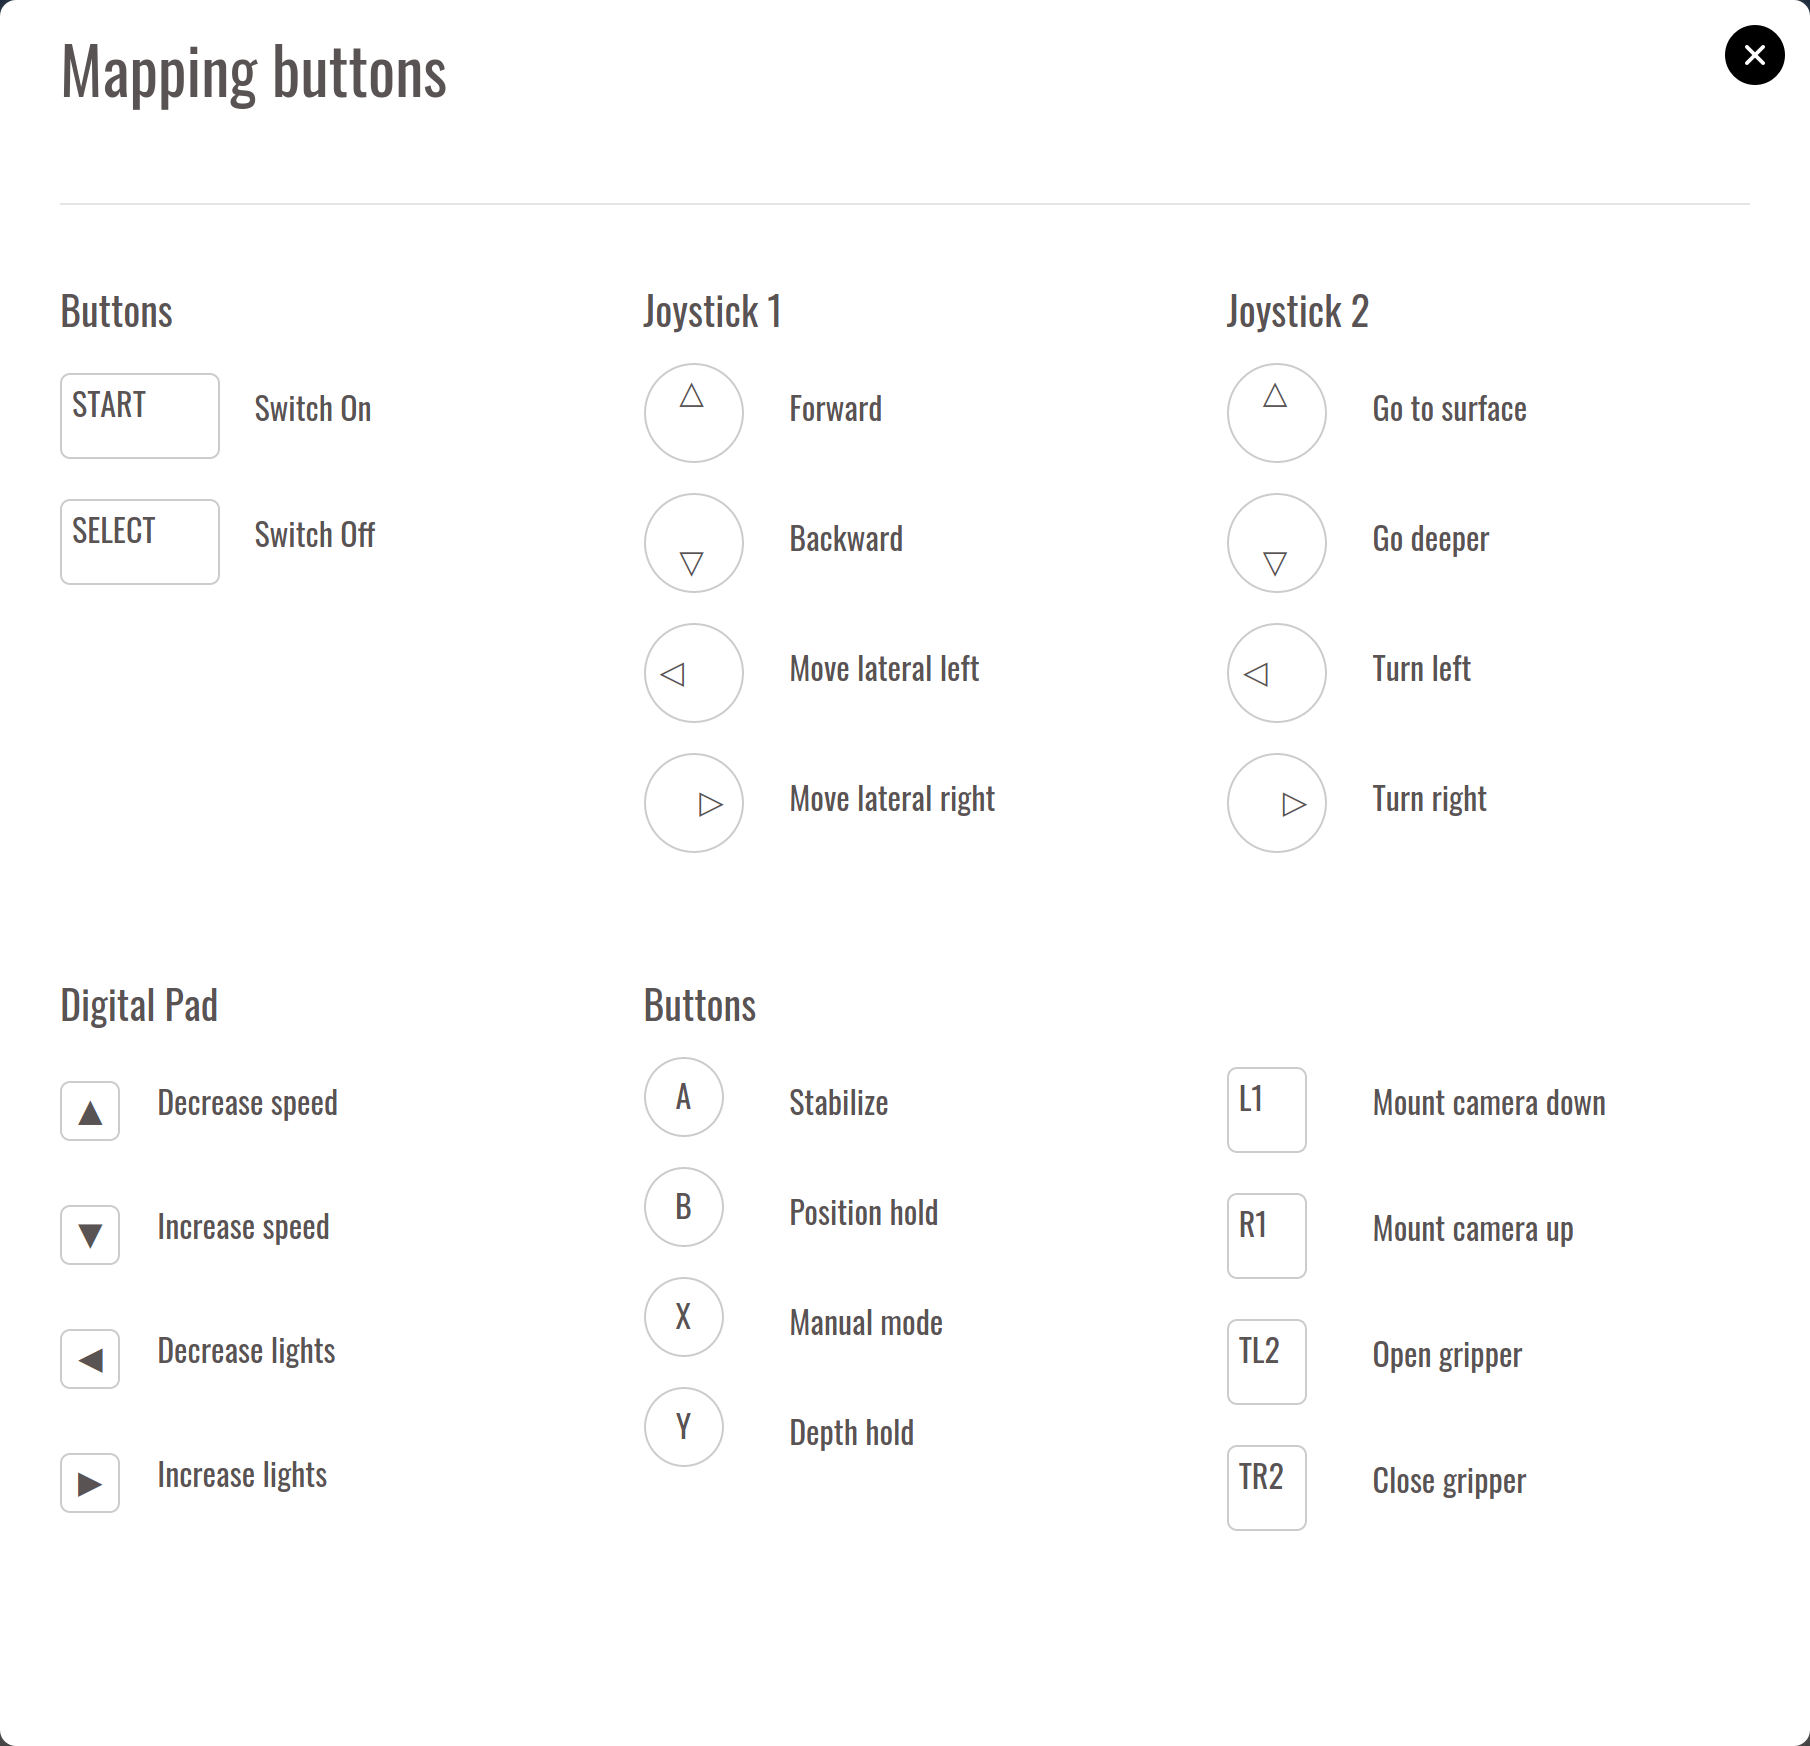 Mapping buttons
Buttons
START Switch On
SELECT Switch Off
Joystick 1
△ Forward
▽ Backward
◁ Move lateral left
▷ Move lateral right
Joystick 2
△ Go to surface
▽ Go deeper
◁ Turn left
▷ Turn right
Digital Pad
▲ Decrease speed
▼ Increase speed
◀ Decrease lights
▶ Increase lights
Buttons
A Stabilize
B Position hold
X Manual mode
Y Depth hold
L1 Mount camera down
R1 Mount camera up
TL2 Open gripper
TR2 Close gripper